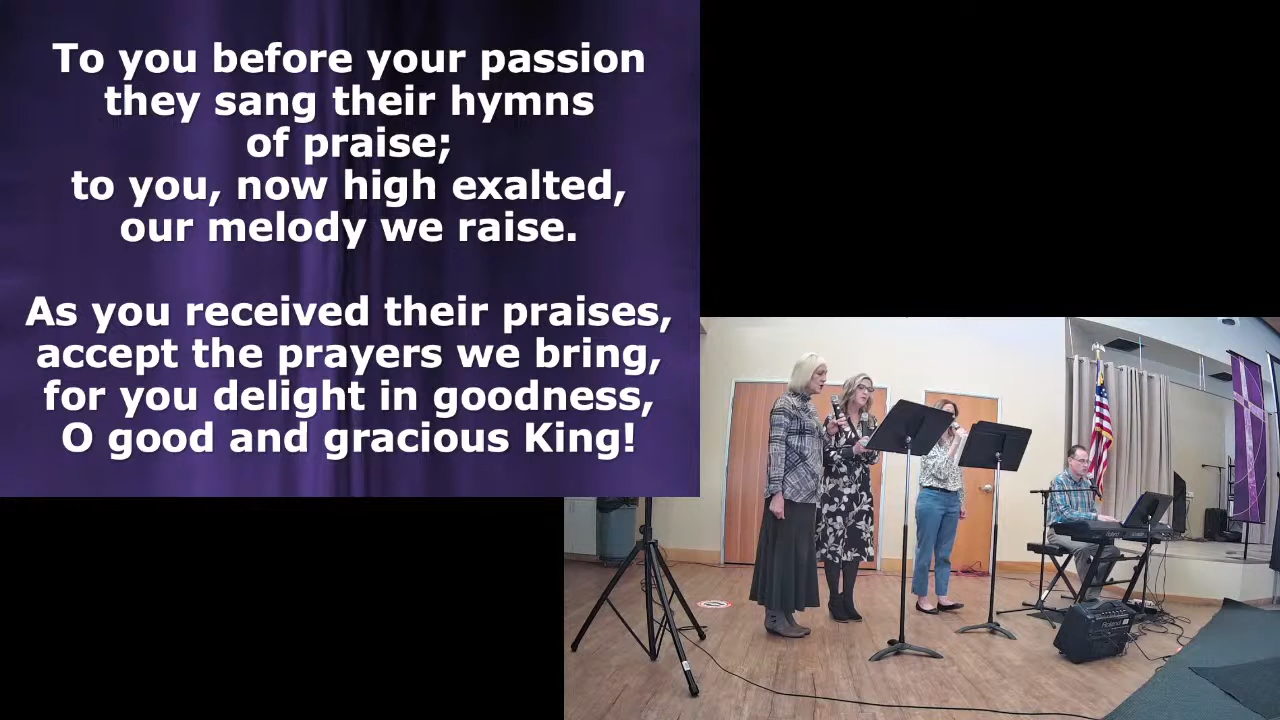 To you before your passion
they sang their hymns
of praise;
to you, now high exalted,
our melody we raise.
As you received their praises,
accept the prayers we bring,
for you delight in goodness,
O good and gracious King!
Roland
Roland